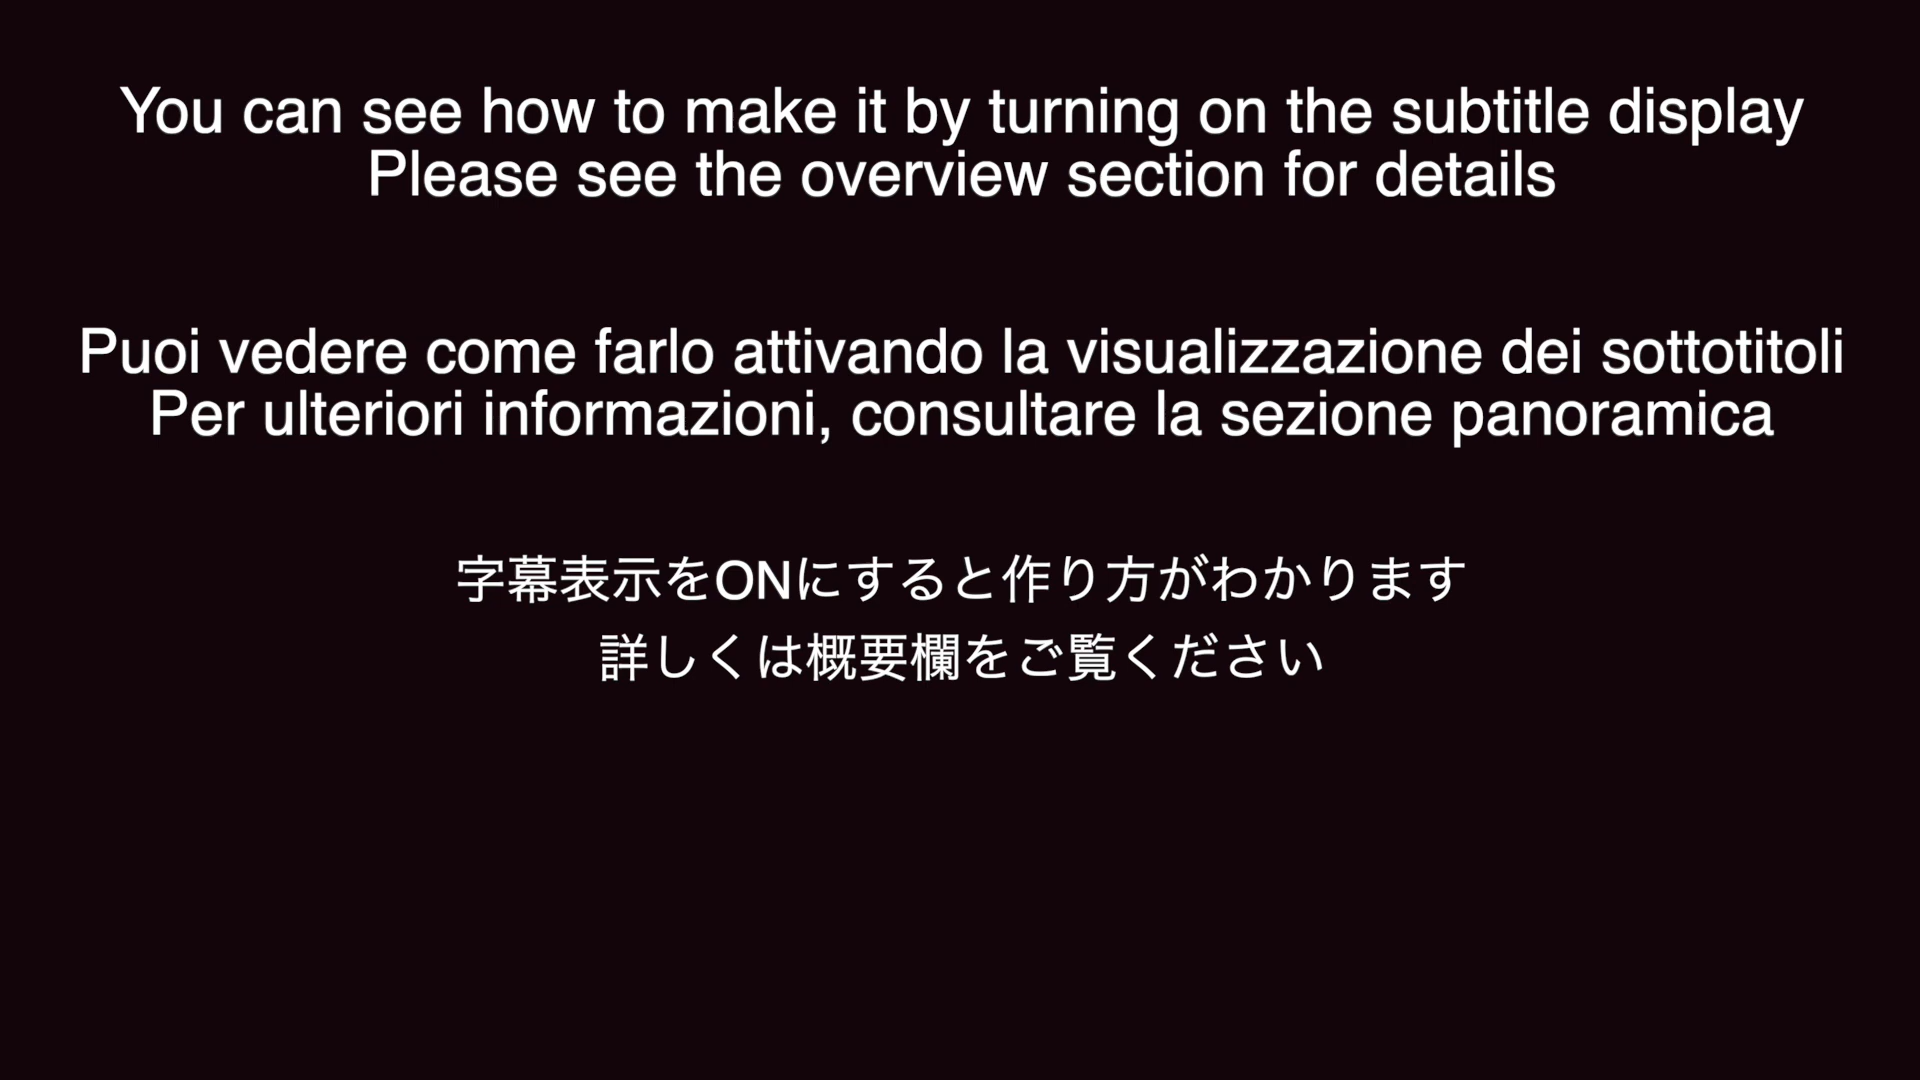 You can see how to make it by turning on the subtitle display
Please see the overview section for details
Puoi vedere come farlo attivando la visualizzazione dei sottotitoli
Per ulteriori informazioni, consultare la sezione panoramica
字幕表示をONにすると作り方がわかります
詳しくは概要欄をご覧ください